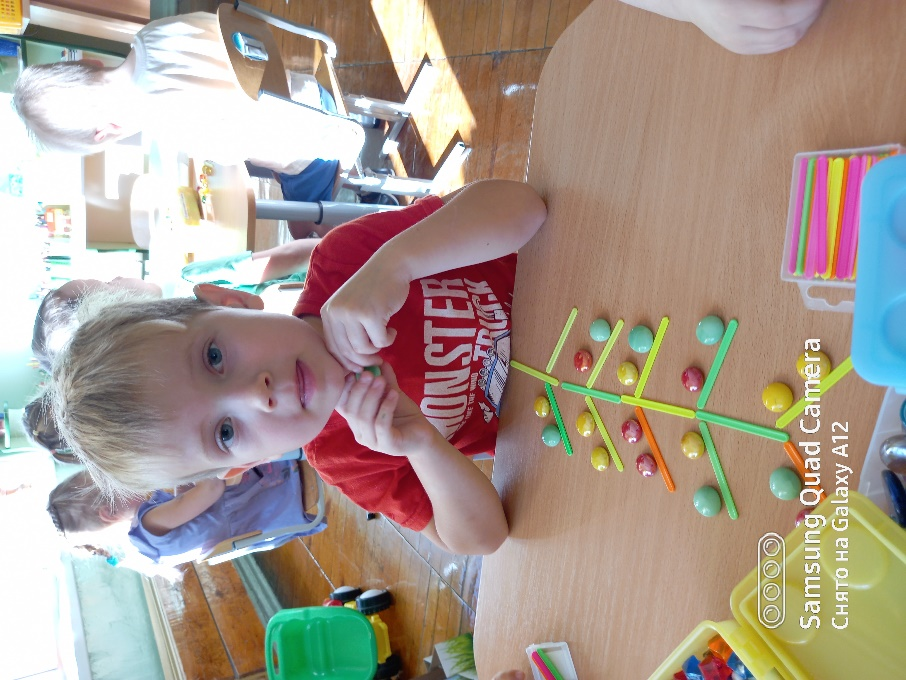 MONSTER
TRUCK
Samsung Quad Camera
Снято на Galaxy A12